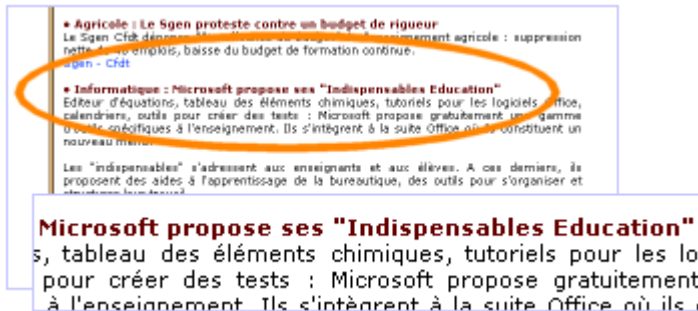 • Agricole : Le Sgen proteste contre un budget de rigueur
Le Sgen Cfdt agricole : suppression
nette de 40 emplois, baisse du budget de formation continue.
Sgen - Cfdt
• Informatique : Microsoft propose ses "Indispensables Education"
Editeur d'équations, tableau des éléments chimiques, tutoriels pour les logiciels Office,
calendriers, outils pour créer des tests : Microsoft propose gratuitement une gamme
d'outils spécifiques à l'enseignement. Ils s'intègrent à la suite Office où ils constituent un
nouveau menu.
Les "indispensables" s'adressent aux enseignants et aux élèves. A ces derniers, ils
proposent des aides à l'apprentissage de la bureautique, des outils pour s'organiser et
Microsoft propose ses "Indispensables Education"
s, tableau des éléments chimiques, tutoriels pour les lo
pour créer des tests : Microsoft propose gratuitement
à l'enseignement. Ils s'intègrent à la suite Office où ils